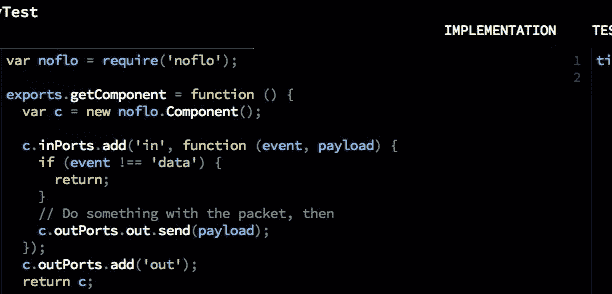 yTest
IMPLEMENTATION TES
var noflo = require('noflo');
1 ti
2
exports.getComponent = function () {
var c = new noflo.Component();
c.inPorts.add('in', function (event, payload) {
if (event !== 'data') {
return;
}
// Do something with the packet, then
c.outPorts.out.send(payload);
});
c.outPorts.add('out');
return c;